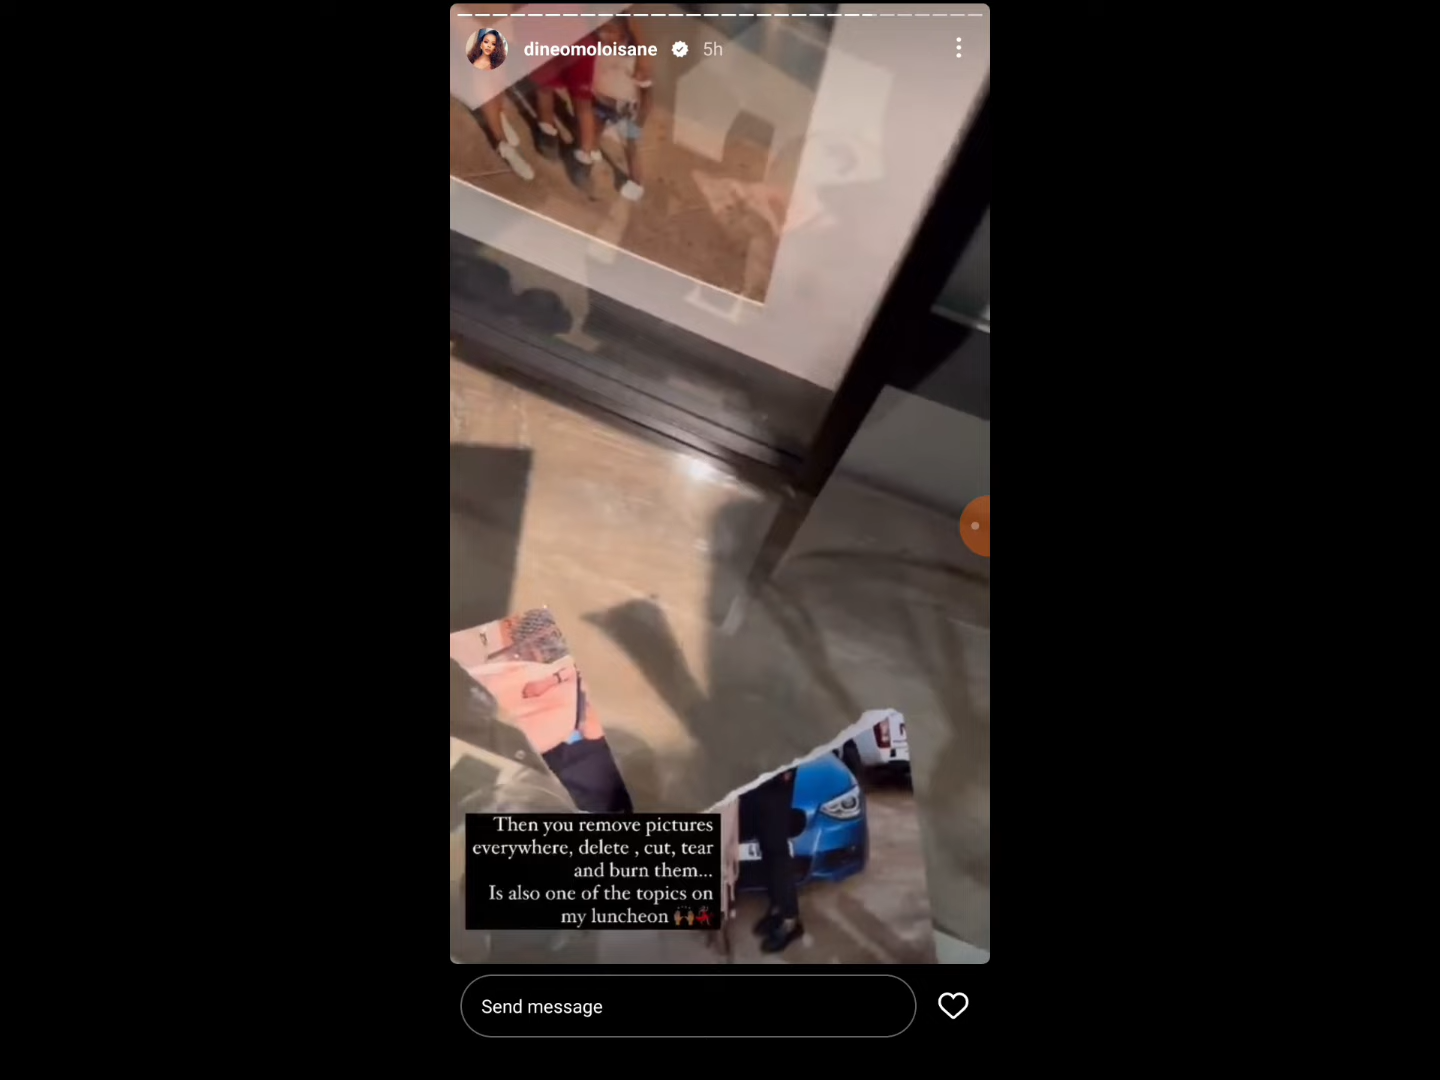 dineomoloisane 5h
Then you remove pictures
everywhere, delete , cut, tear
and burn them...
Is also one of the topics on
my luncheon 🙌🏾💃🏾
Send message